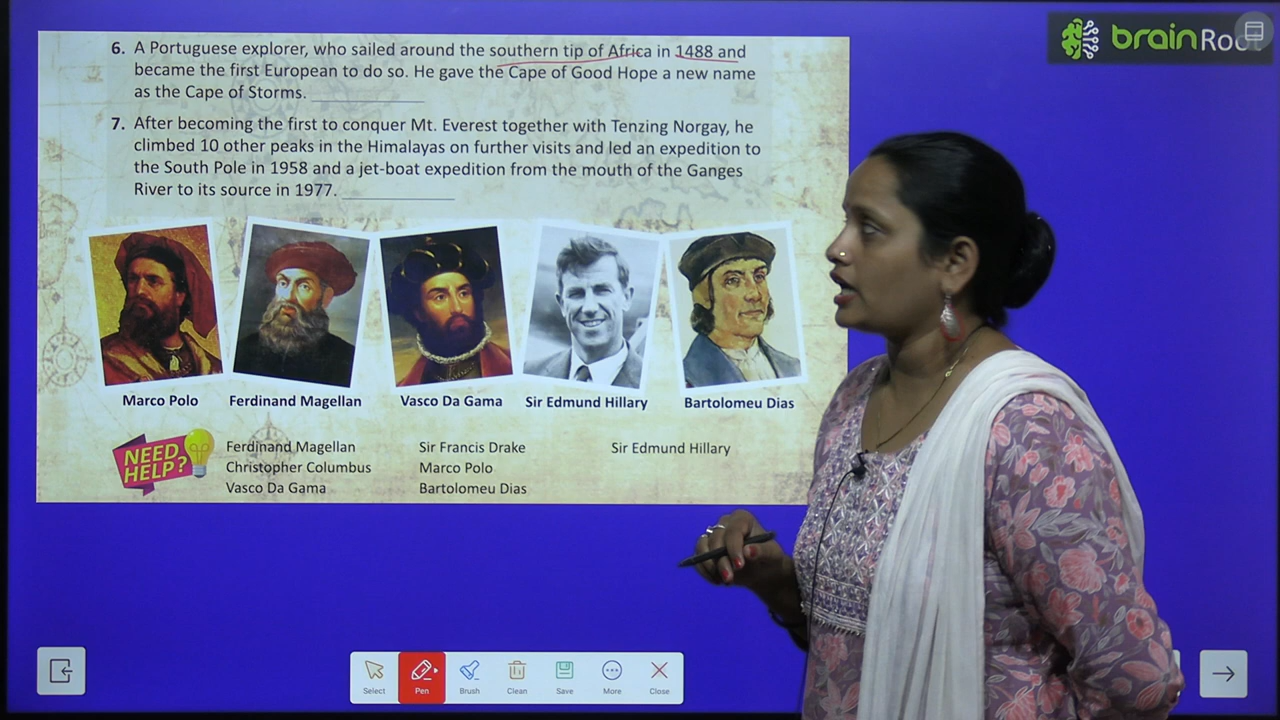 brainRoot
6. A Portuguese explorer, who sailed around the southern tip of Africa in 1488 and
became the first European to do so. He gave the Cape of Good Hope a new name
as the Cape of Storms.
7. After becoming the first to conquer Mt. Everest together with Tenzing Norgay, he
climbed 10 other peaks in the Himalayas on further visits and led an expedition to
the South Pole in 1958 and a jet-boat expedition from the mouth of the Ganges
River to its source in 1977.
Marco Polo Ferdinand Magellan Vasco Da Gama Sir Edmund Hillary Bartolomeu Dias
NEED
HELP?
Ferdinand Magellan Sir Francis Drake Sir Edmund Hillary
Christopher Columbus Marco Polo
Vasco Da Gama Bartolomeu Dias
Select Pen Brush Clean Save More Close